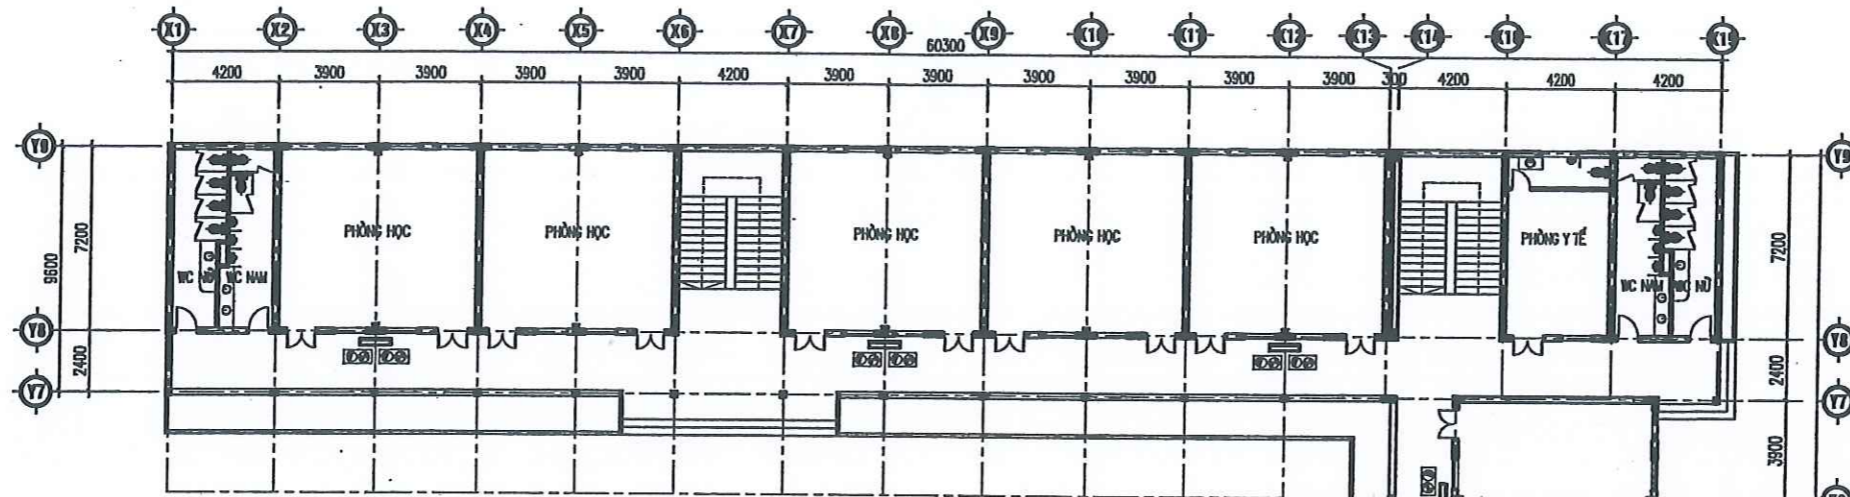 X1 X2 X3 X4 X5 X6 X7 X8 X9 X10 X11 X12 X13 X14 X16 X17 X19
60300
4200 3900 3900 3900 3900 4200 3900 3900 3900 3900 3900 3900 300 4200 4200 4200
Y9 Y9
PHÒNG HỌC PHÒNG HỌC PHÒNG HỌC PHÒNG HỌC PHÒNG HỌC PHÒNG Y TẾ
9600 7200 7200
WC NỮ WC NAM WC NAM WC NỮ
Y8 Y8
2400 2400
Y7 Y7
3900